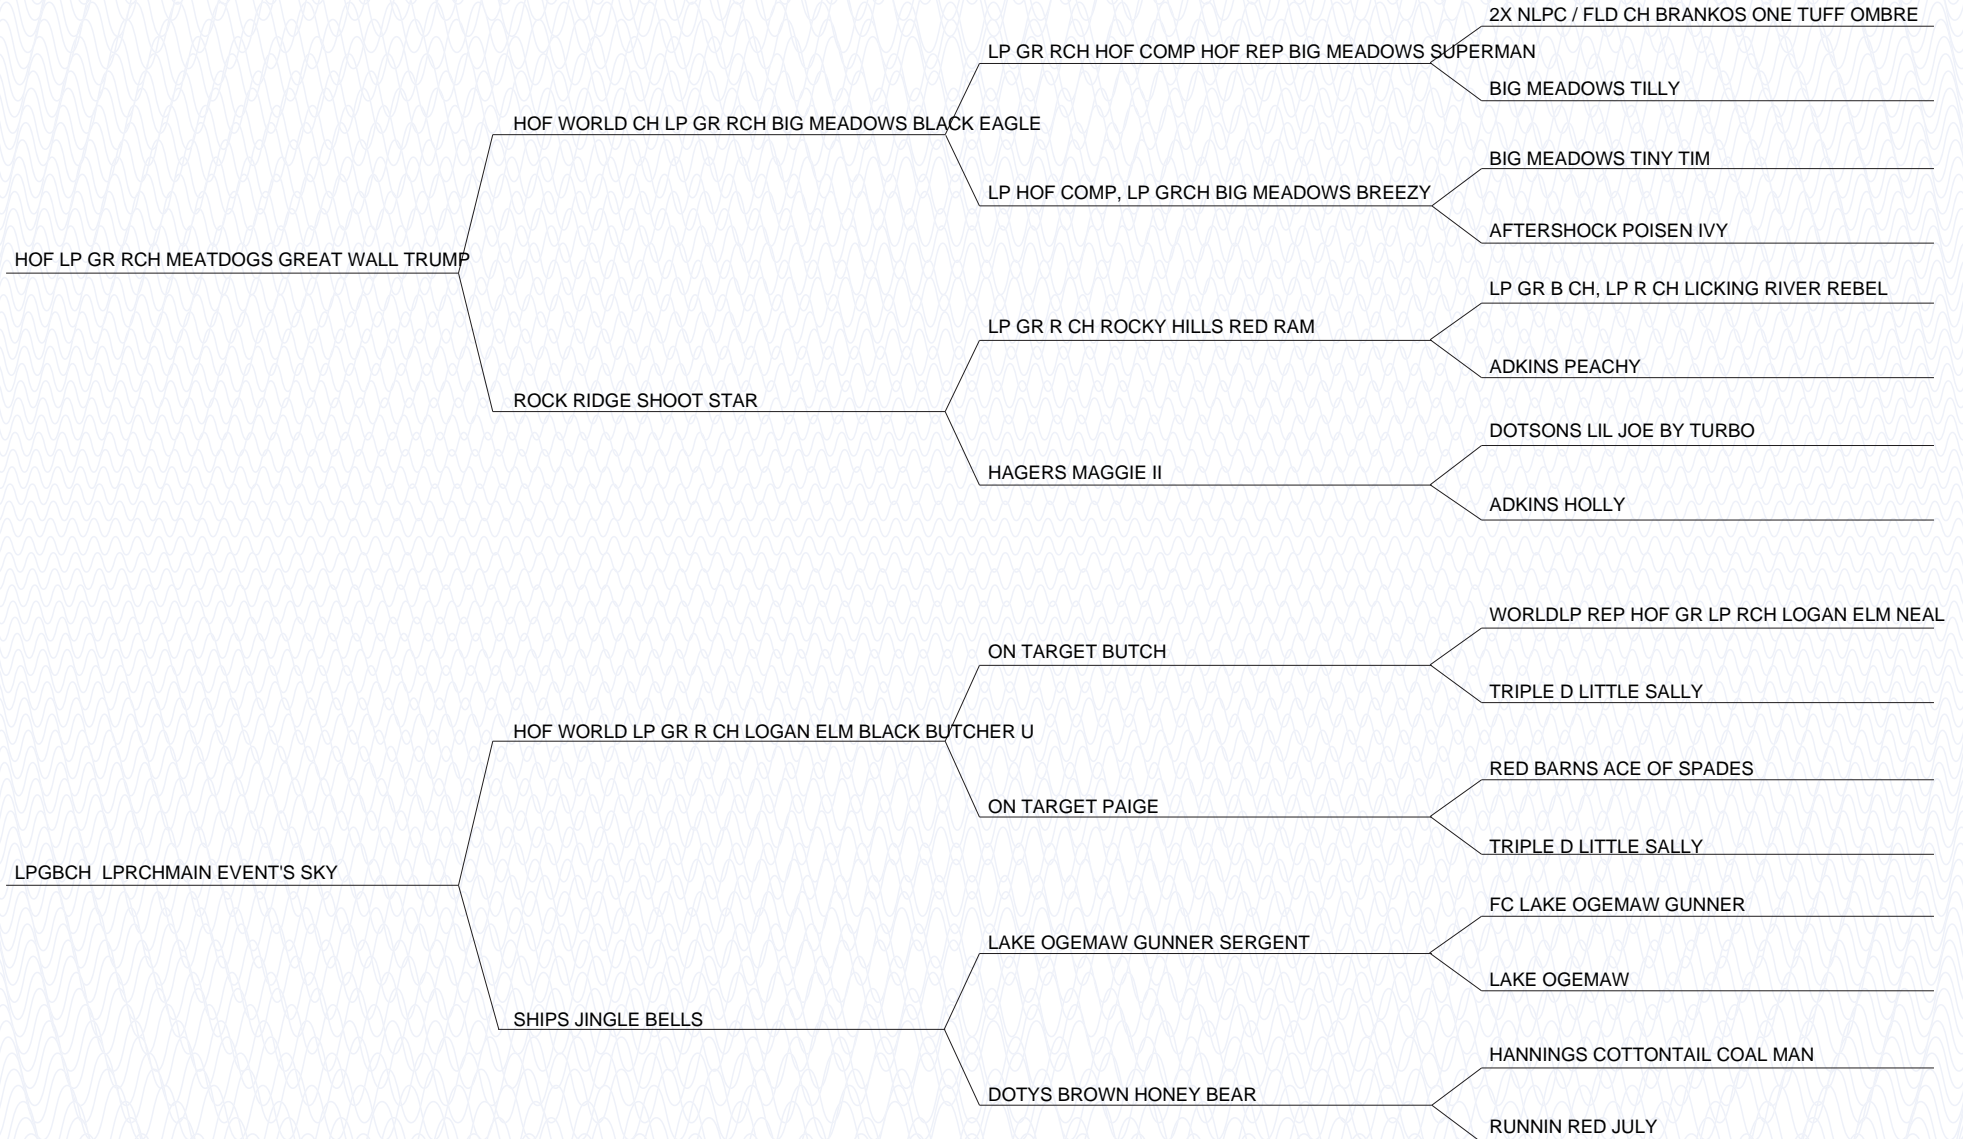 2X NLPC / FLD CH BRANKOS ONE TUFF OMBRE
LP GR RCH HOF COMP HOF REP BIG MEADOWS SUPERMAN
BIG MEADOWS TILLY
HOF WORLD CH LP GR RCH BIG MEADOWS BLACK EAGLE
BIG MEADOWS TINY TIM
LP HOF COMP, LP GRCH BIG MEADOWS BREEZY
AFTERSHOCK POISEN IVY
HOF LP GR RCH MEATDOGS GREAT WALL TRUMP
LP GR B CH, LP R CH LICKING RIVER REBEL
LP GR R CH ROCKY HILLS RED RAM
ADKINS PEACHY
ROCK RIDGE SHOOT STAR
DOTSONS LIL JOE BY TURBO
HAGERS MAGGIE II
ADKINS HOLLY
WORLDLP REP HOF GR LP RCH LOGAN ELM NEAL
ON TARGET BUTCH
TRIPLE D LITTLE SALLY
HOF WORLD LP GR R CH LOGAN ELM BLACK BUTCHER U
RED BARNS ACE OF SPADES
ON TARGET PAIGE
TRIPLE D LITTLE SALLY
LPGBCH  LPRCHMAIN EVENT'S SKY
FC LAKE OGEMAW GUNNER
LAKE OGEMAW GUNNER SERGENT
LAKE OGEMAW
SHIPS JINGLE BELLS
HANNINGS COTTONTAIL COAL MAN
DOTYS BROWN HONEY BEAR
RUNNIN RED JULY